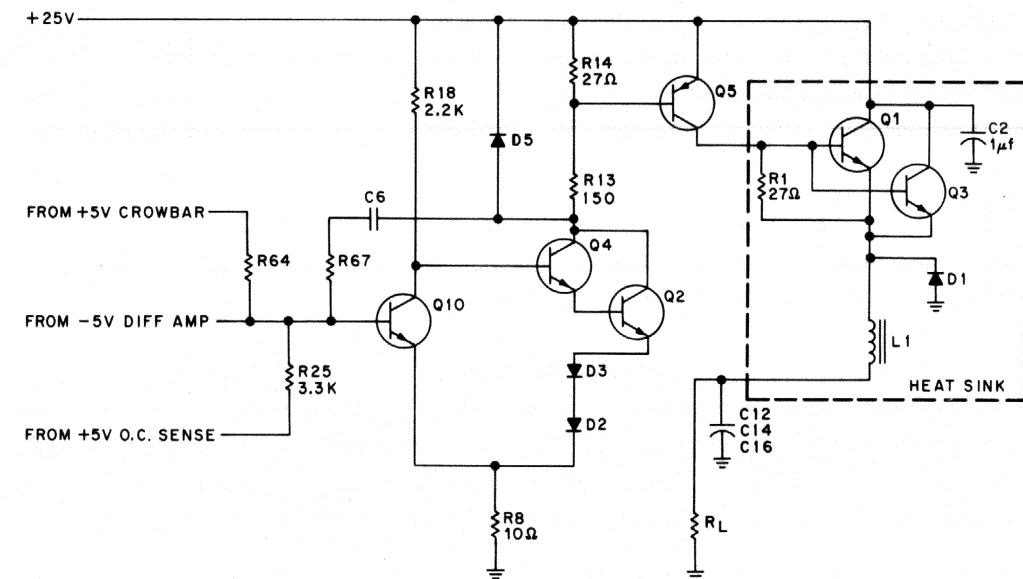 +25V
R14
27Ω
Q5
R18
2.2K
Q1
C2
1µf
D5
R13
150
R1
27Ω
Q3
C6
FROM +5V CROWBAR
Q4
R64
R67
Q2
D1
Q10
FROM -5V DIFF AMP
L1
R25
3.3K
D3
HEAT SINK
D2
C12
C14
C16
FROM +5V O.C. SENSE
R8
10Ω
RL